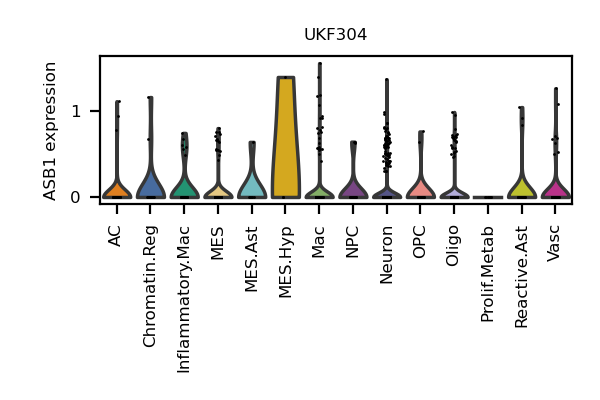 UKF304
ASB1 expression
1
0
AC
Chromatin.Reg
Inflammatory.Mac
MES
MES.Ast
MES.Hyp
Mac
NPC
Neuron
OPC
Oligo
Prolif.Metab
Reactive.Ast
Vasc